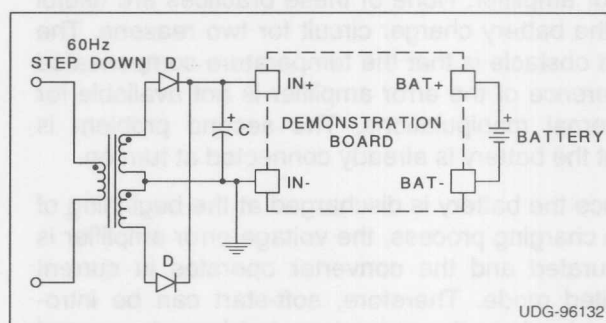 60Hz
STEP DOWN
D
IN+
BAT+
+
C
DEMONSTRATION
BOARD
BATTERY
IN-
BAT-
D
UDG-96132